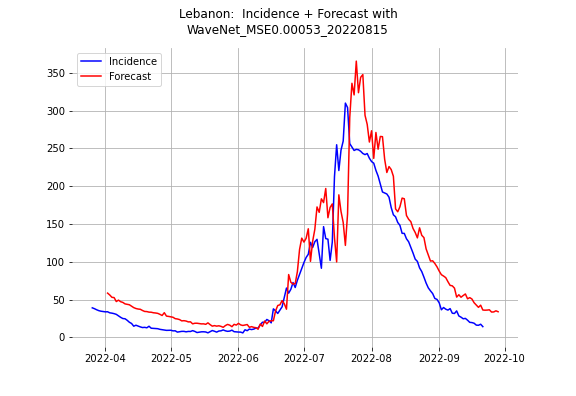 Lebanon:  Incidence + Forecast with
WaveNet_MSE0.00053_20220815
Incidence
Forecast
350
300
250
200
150
100
50
0
2022-04 2022-05 2022-06 2022-07 2022-08 2022-09 2022-10